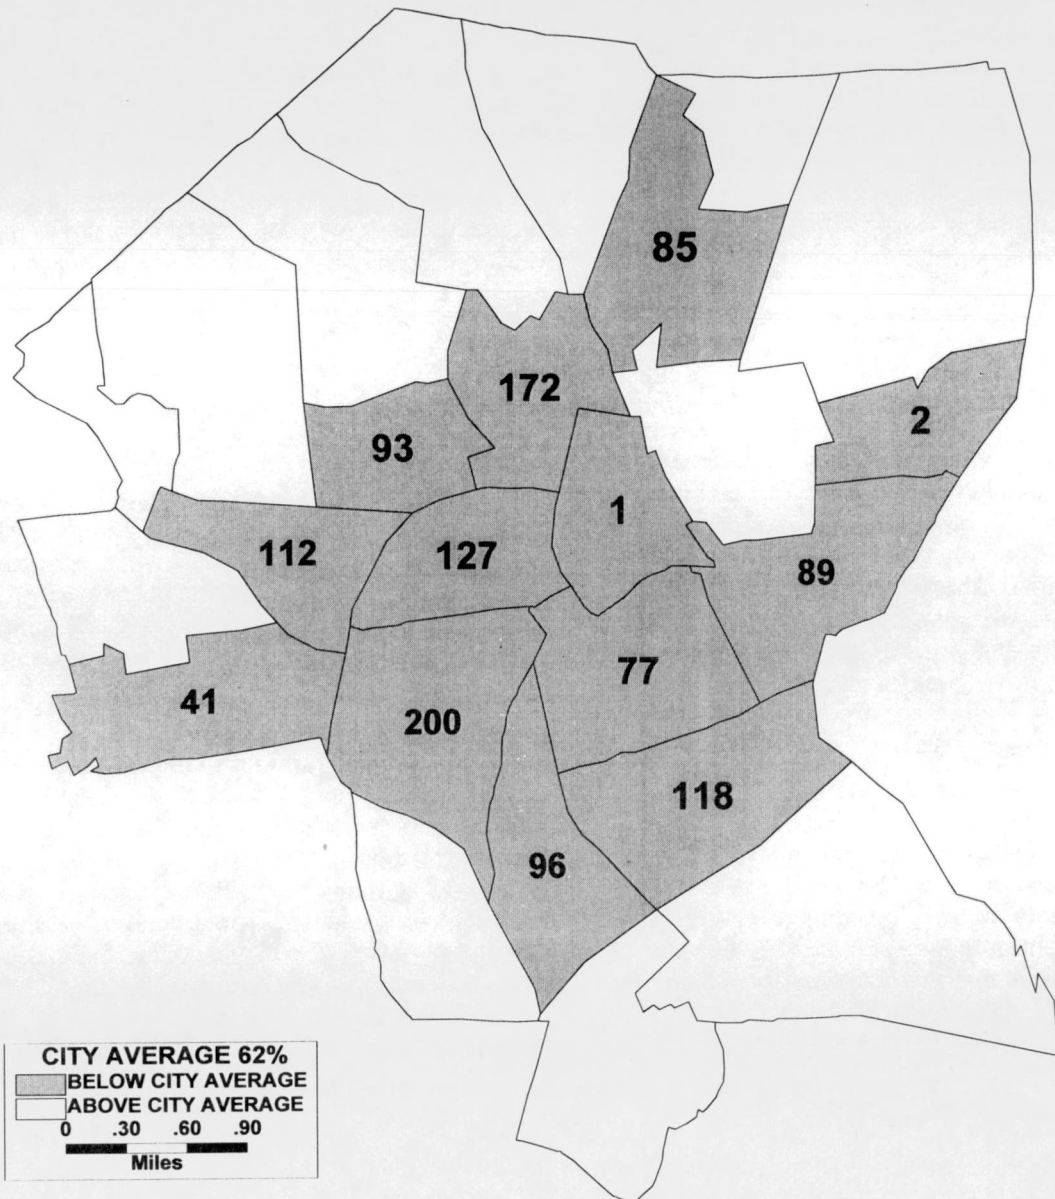 85
172
2
93
1
112
127
89
77
41
200
118
96
CITY AVERAGE 62%
BELOW CITY AVERAGE
ABOVE CITY AVERAGE
0 .30 .60 .90
Miles